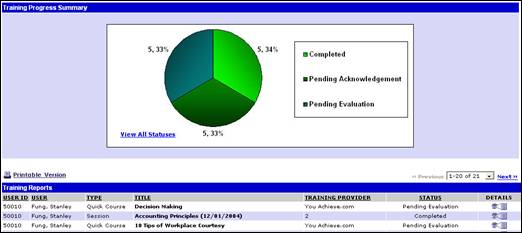 Training Progress Summary
5, 33%
5, 34%
5, 33%
Completed
Pending Acknowledgement
Pending Evaluation
View All Statuses
Printable Version
<< Previous 1-20 of 21 Next >>
Training Reports
USER ID USER TYPE TITLE TRAINING PROVIDER STATUS DETAILS
50010 Fung, Stanley Quick Course Decision Making You Achieve.com Pending Evaluation
50010 Fung, Stanley Session Accounting Principles (12/01/2004) 2 Completed
50010 Fung, Stanley Quick Course 10 Tips of Workplace Courtesy You Achieve.com Pending Evaluation